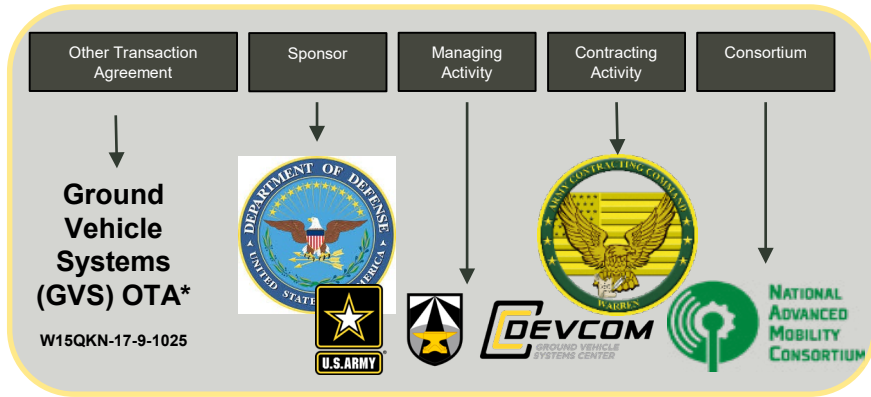 Other Transaction
Agreement
Sponsor
Managing
Activity
Contracting
Activity
Consortium
Ground
Vehicle
Systems
(GVS) OTA*
W15QKN-17-9-1025
DEPARTMENT OF DEFENSE
UNITED STATES OF AMERICA
U.S.ARMY
DEVCOM
GROUND VEHICLE
SYSTEMS CENTER
ARMY CONTRACTING COMMAND
WARREN
NATIONAL
ADVANCED
MOBILITY
CONSORTIUM